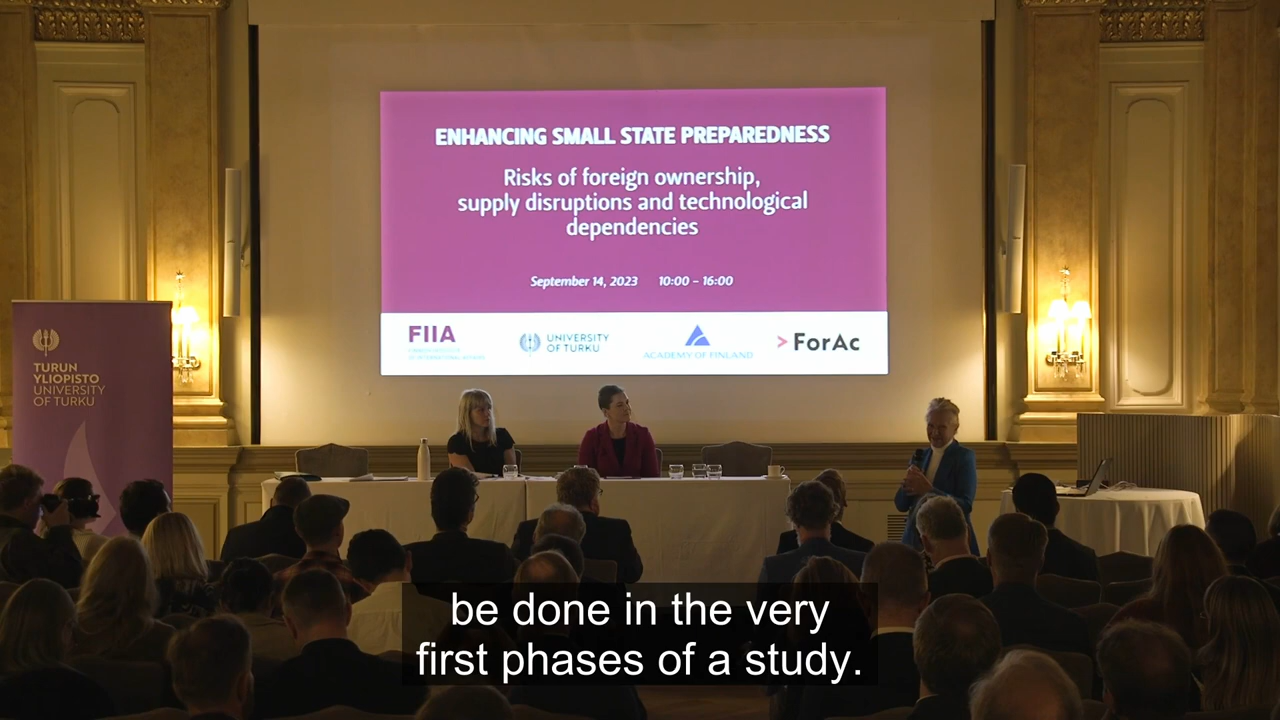 ENHANCING SMALL STATE PREPAREDNESS
Risks of foreign ownership,
supply disruptions and technological
dependencies
September 14, 2023 10:00 – 16:00
FIIA
UNIVERSITY
OF TURKU
ACADEMY OF FINLAND
> ForAc
TURUN
YLIOPISTO
UNIVERSITY
OF TURKU
be done in the very
first phases of a study.